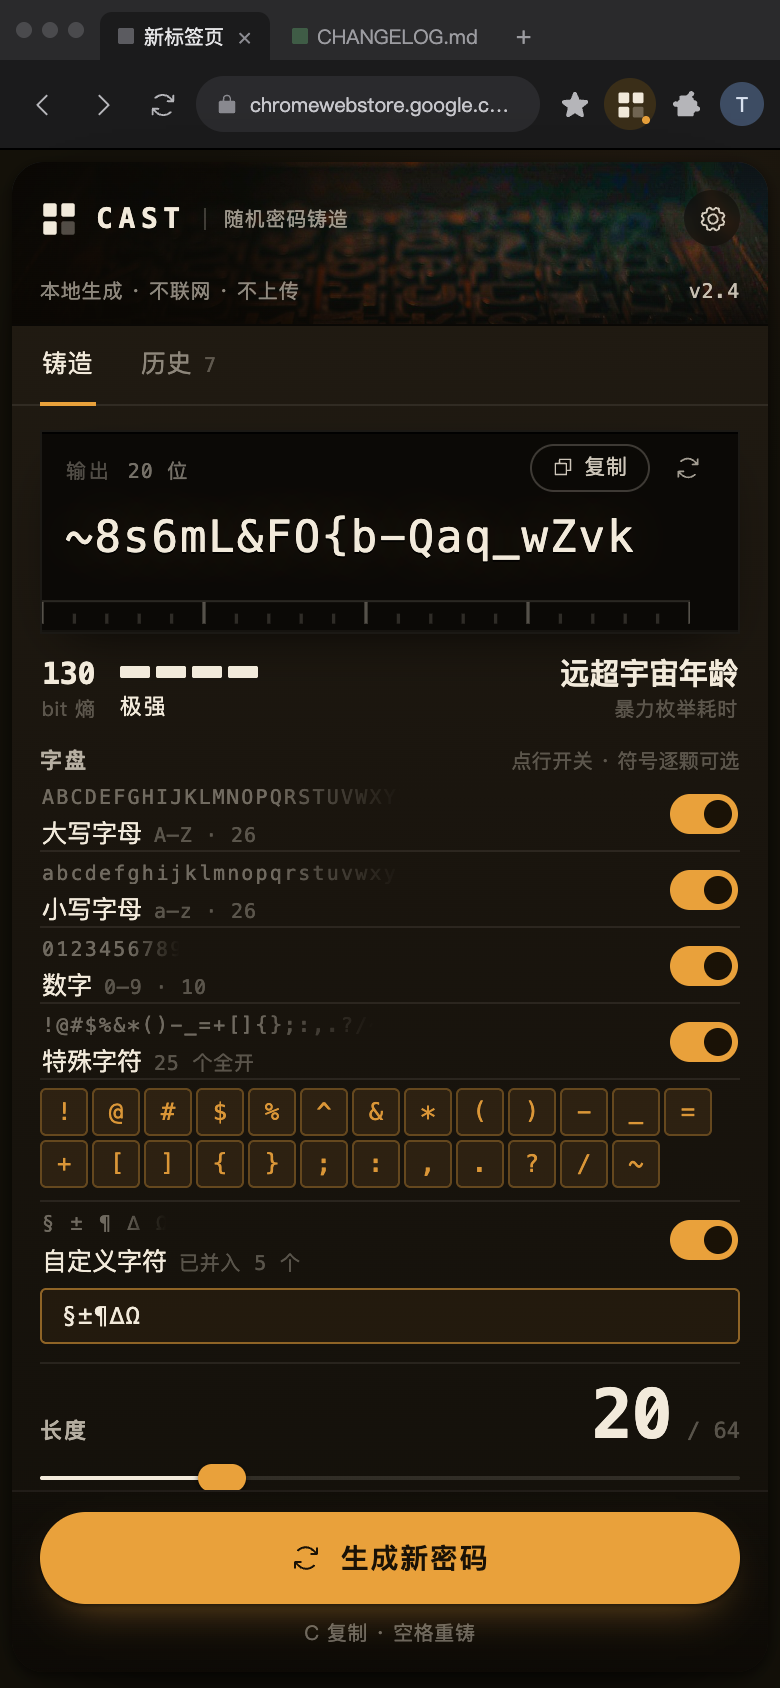 新标签页
CHANGELOG.md
chromewebstore.google.c...
T
CAST 随机密码铸造
本地生成 · 不联网 · 不上传 v2.4
铸造 历史 7
输出 20 位 复制
~8s6mL&FO{b–Qaq_wZvk
130 远超宇宙年龄
bit 熵 极强 暴力枚举耗时
字盘 点行开关 · 符号逐颗可选
ABCDEFGHIJKLMNOPQRSTUVWXY
大写字母 A–Z · 26
abcdefghijklmnopqrstuvwxy
小写字母 a–z · 26
0123456789
数字 0–9 · 10
!@#$%&*()-_=+[]{};:,.?/
特殊字符 25 个全开
! @ # $ % ^ & * ( ) – _ =
+ [ ] { } ; : , . ? / ~
§ ± ¶ Δ Ω
自定义字符 已并入 5 个
§±¶ΔΩ
长度 20 / 64
生成新密码
C 复制 · 空格重铸